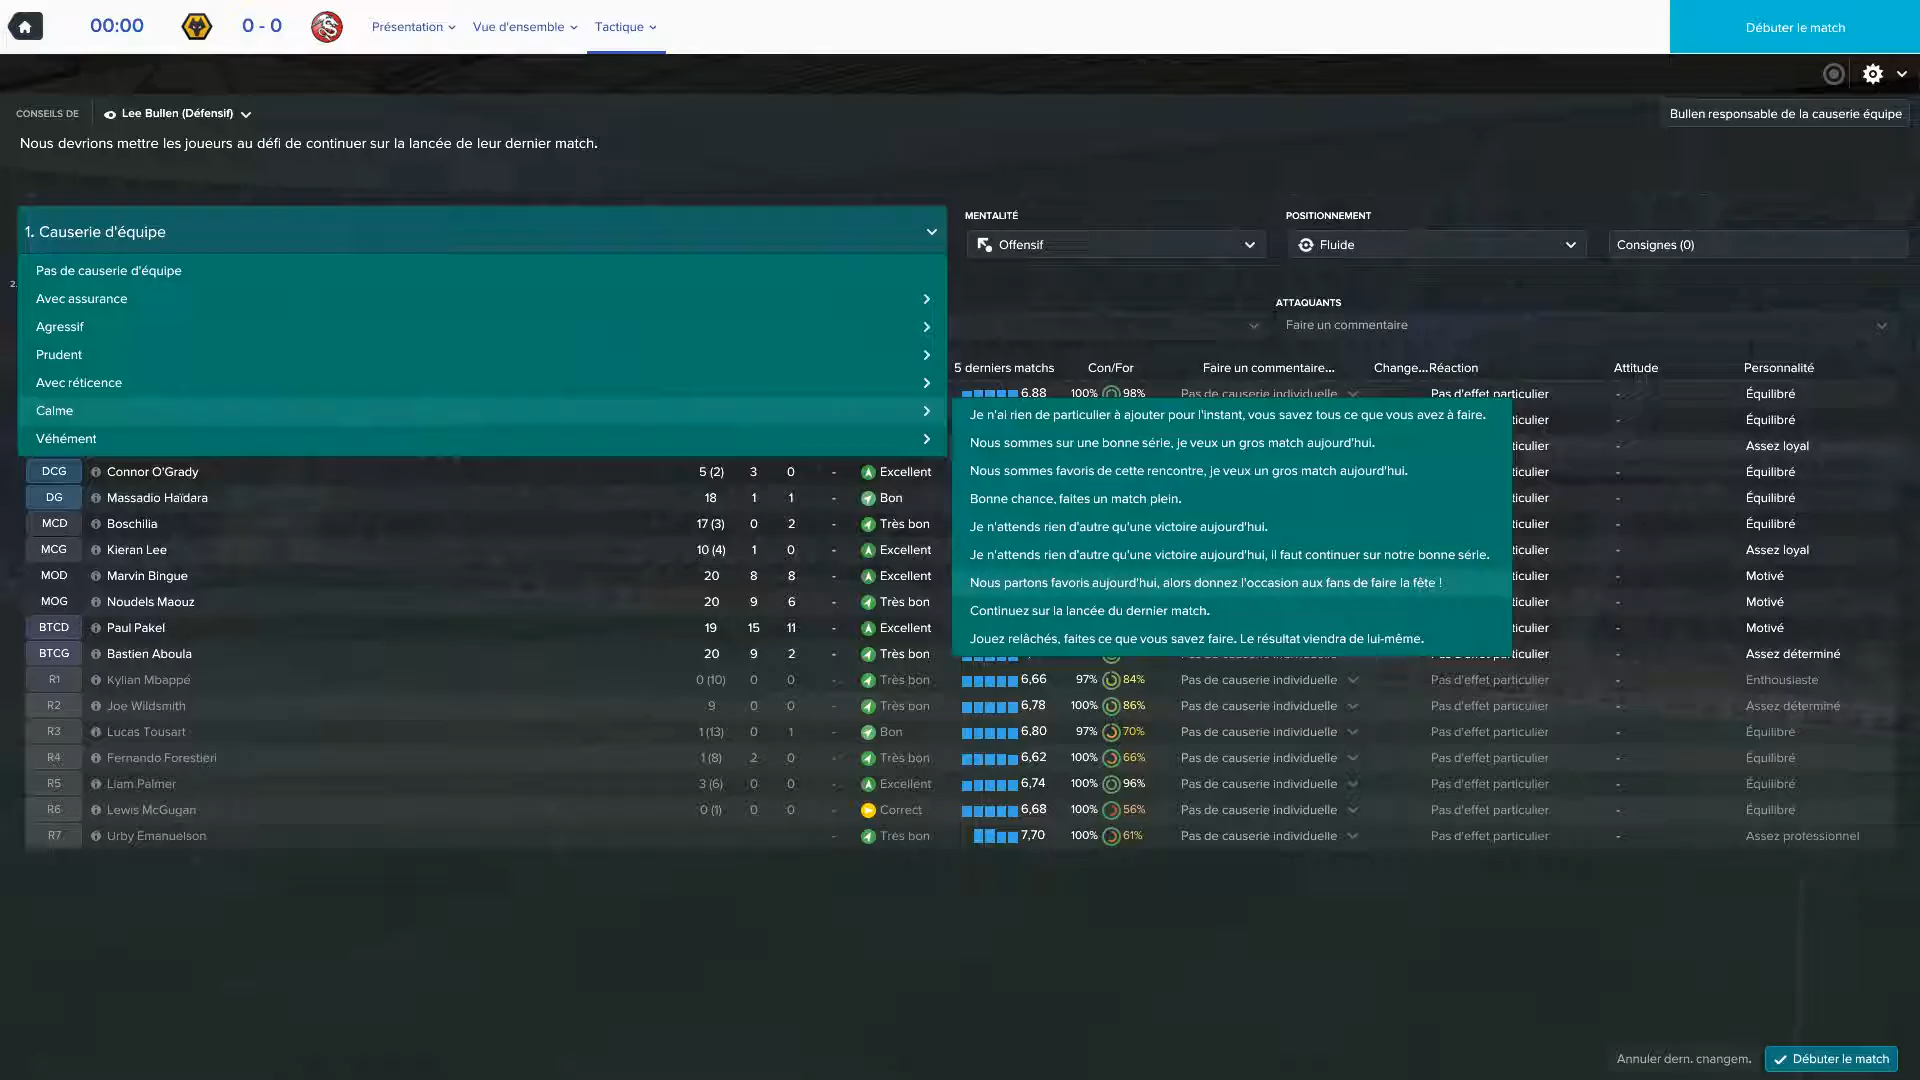 00:00 0 - 0 Présentation Vue d'ensemble Tactique Débuter le match
CONSEILS DE Lee Bullen (Défensif) Bullen responsable de la causerie équipe
Nous devrions mettre les joueurs au défi de continuer sur la lancée de leur dernier match.
MENTALITÉ POSITIONNEMENT
1. Causerie d'équipe
Offensif Fluide Consignes (0)
Pas de causerie d'équipe
2.
Avec assurance
ATTAQUANTS
Agressif
Faire un commentaire
Prudent
5 derniers matchs Con/For Faire un commentaire... Change... Réaction Attitude Personnalité
Avec réticence
6,88 100% 98% Pas de causerie individuelle Pas d'effet particulier - Équilibré
Calme
Je n'ai rien de particulier à ajouter pour l'instant, vous savez tous ce que vous avez à faire.
ticulier - Équilibré
Véhément
Nous sommes sur une bonne série, je veux un gros match aujourd'hui.
ticulier - Assez loyal
DCG Connor O'Grady 5 (2) 3 0 - Excellent
Nous sommes favoris de cette rencontre, je veux un gros match aujourd'hui.
ticulier - Équilibré
DG Massadio Haïdara 18 1 1 - Bon
Bonne chance, faites un match plein.
ticulier - Équilibré
MCD Boschilia 17 (3) 0 2 - Très bon
Je n'attends rien d'autre qu'une victoire aujourd'hui.
ticulier - Équilibré
MCG Kieran Lee 10 (4) 1 0 - Excellent
Je n'attends rien d'autre qu'une victoire aujourd'hui, il faut continuer sur notre bonne série.
ticulier - Assez loyal
MOD Marvin Bingue 20 8 8 - Excellent
Nous partons favoris aujourd'hui, alors donnez l'occasion aux fans de faire la fête !
ticulier - Motivé
MOG Noudels Maouz 20 9 6 - Très bon
Continuez sur la lancée du dernier match.
ticulier - Motivé
BTCD Paul Pakel 19 15 11 - Excellent
Jouez relâchés, faites ce que vous savez faire. Le résultat viendra de lui-même.
ticulier - Motivé
BTCG Bastien Aboula 20 9 2 - Très bon Pas de causerie individuelle Pas d'effet particulier - Assez déterminé
R1 Kylian Mbappé 0 (10) 0 0 - Très bon 6,66 97% 84% Pas de causerie individuelle Pas d'effet particulier - Enthousiaste
R2 Joe Wildsmith 9 0 0 - Très bon 6,78 100% 86% Pas de causerie individuelle Pas d'effet particulier - Assez déterminé
R3 Lucas Tousart 1 (13) 0 1 - Bon 6,80 97% 70% Pas de causerie individuelle Pas d'effet particulier - Équilibré
R4 Fernando Forestieri 1 (8) 2 0 - Très bon 6,62 100% 66% Pas de causerie individuelle Pas d'effet particulier - Équilibré
R5 Liam Palmer 3 (6) 0 0 - Excellent 6,74 100% 96% Pas de causerie individuelle Pas d'effet particulier - Équilibré
R6 Lewis McGugan 0 (1) 0 0 - Correct 6,68 100% 56% Pas de causerie individuelle Pas d'effet particulier - Équilibré
R7 Urby Emanuelson - Très bon 7,70 100% 61% Pas de causerie individuelle Pas d'effet particulier - Assez professionnel
Annuler dern. changem. Débuter le match